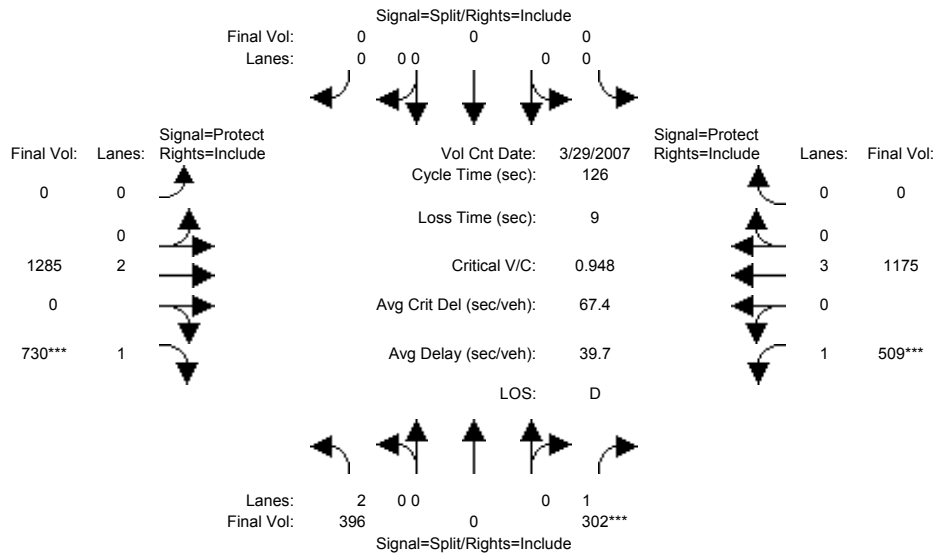 Signal=Split/Rights=Include
Final Vol: 0 0 0
Lanes: 0 0 0 0 0
Signal=Protect Signal=Protect
Final Vol: Lanes: Rights=Include Vol Cnt Date: 3/29/2007 Rights=Include Lanes: Final Vol:
Cycle Time (sec): 126
0 0 0 0
Loss Time (sec): 9
0 0
1285 2 Critical V/C: 0.948 3 1175
0 Avg Crit Del (sec/veh): 67.4 0
730*** 1 Avg Delay (sec/veh): 39.7 1 509***
LOS: D
Lanes: 2 0 0 0 1
Final Vol: 396 0 302***
Signal=Split/Rights=Include